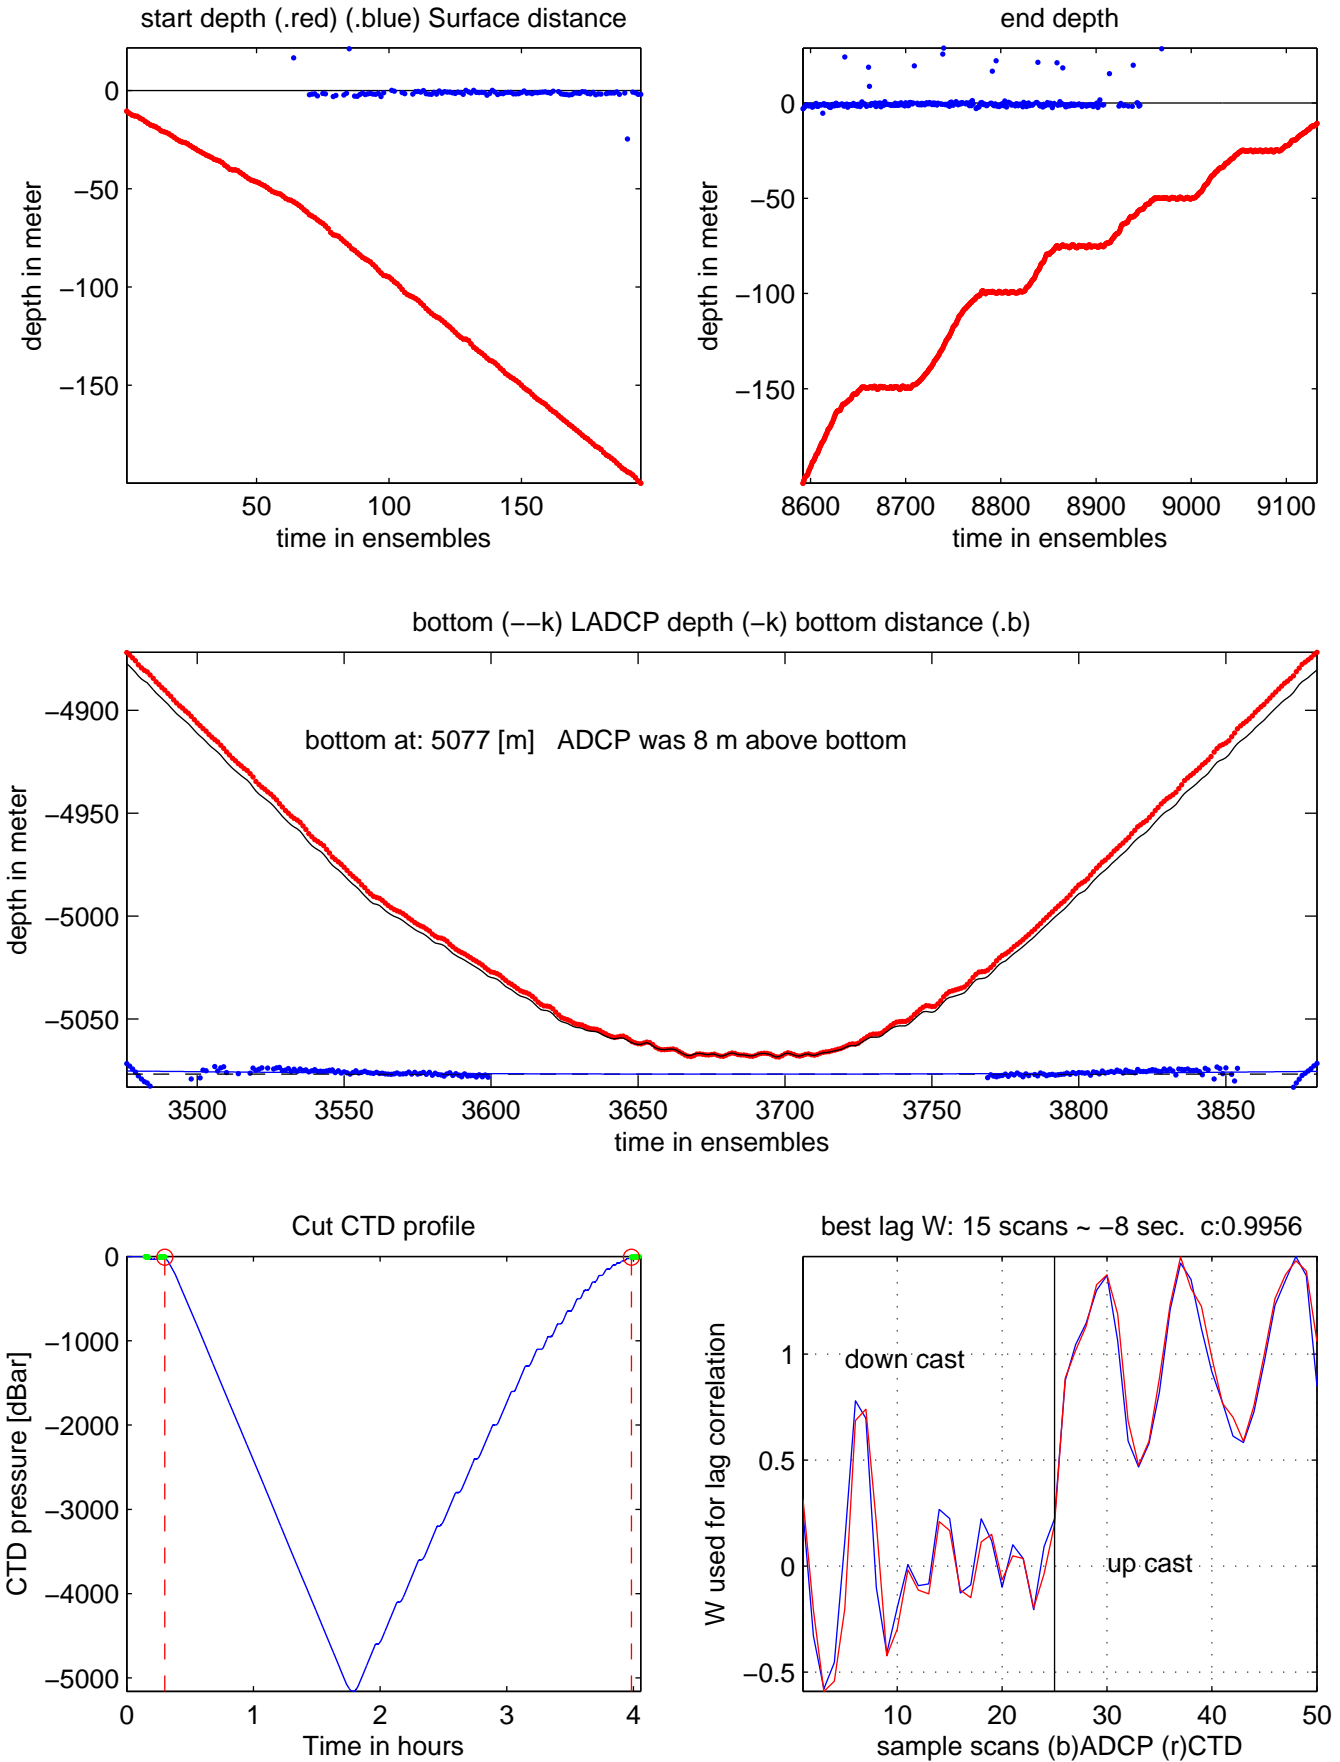 start depth (.red) (.blue) Surface distance
0
−50
−100
−150
depth in meter
50
100
150
time in ensembles
end depth
0
−50
−100
−150
depth in meter
8600
8700
8800
8900
9000
9100
time in ensembles
bottom (−−k) LADCP depth (−k) bottom distance (.b)
−4900
−4950
−5000
−5050
depth in meter
bottom at: 5077 [m] ADCP was 8 m above bottom
3500
3550
3600
3650
3700
3750
3800
3850
time in ensembles
Cut CTD profile
0
−1000
−2000
−3000
−4000
−5000
CTD pressure [dBar]
0
1
2
3
4
Time in hours
best lag W: 15 scans ~ −8 sec. c:0.9956
1
0.5
0
−0.5
W used for lag correlation
down cast
up cast
10
20
30
40
50
sample scans (b)ADCP (r)CTD